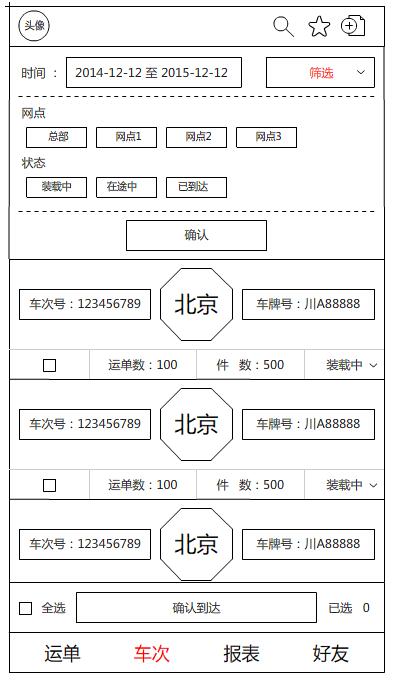 头像
时间 ： 2014-12-12 至 2015-12-12 筛选
网点
总部 网点1 网点2 网点3
状态
装载中 在途中 已到达
确认
车次号：123456789 北京 车牌号：川A88888
运单数：100 件 数：500 装载中
车次号：123456789 北京 车牌号：川A88888
运单数：100 件 数：500 装载中
车次号：123456789 北京 车牌号：川A88888
全选 确认到达 已选 0
运单 车次 报表 好友